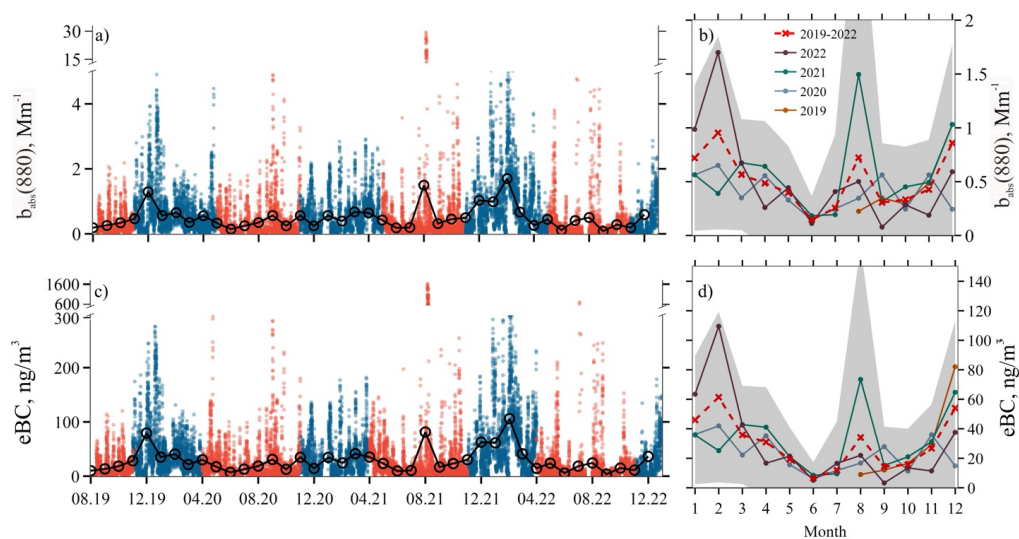 a)
30
15
4
2
0
b_abs(880), Mm⁻¹
b)
2019-2022
2022
2021
2020
2019
2
1.5
1
0.5
0
b_abs(880), Mm⁻¹
c)
1600
600
300
200
100
0
eBC, ng/m³
08.19 12.19 04.20 08.20 12.20 04.21 08.21 12.21 04.22 08.22 12.22
d)
140
120
100
80
60
40
20
0
eBC, ng/m³
1 2 3 4 5 6 7 8 9 10 11 12
Month